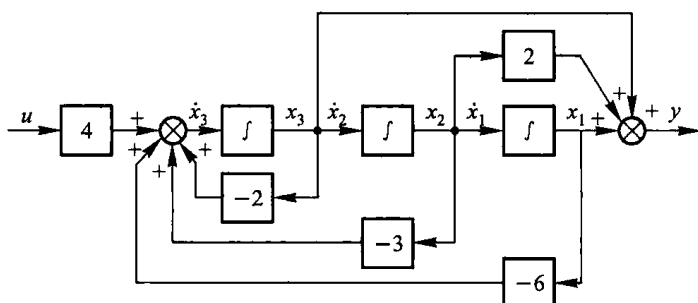 2
u 4 + ẋ₃ ∫ x₃ ẋ₂ ∫ x₂ ẋ₁ ∫ x₁ + + + y
+ + +
−2
−3
−6